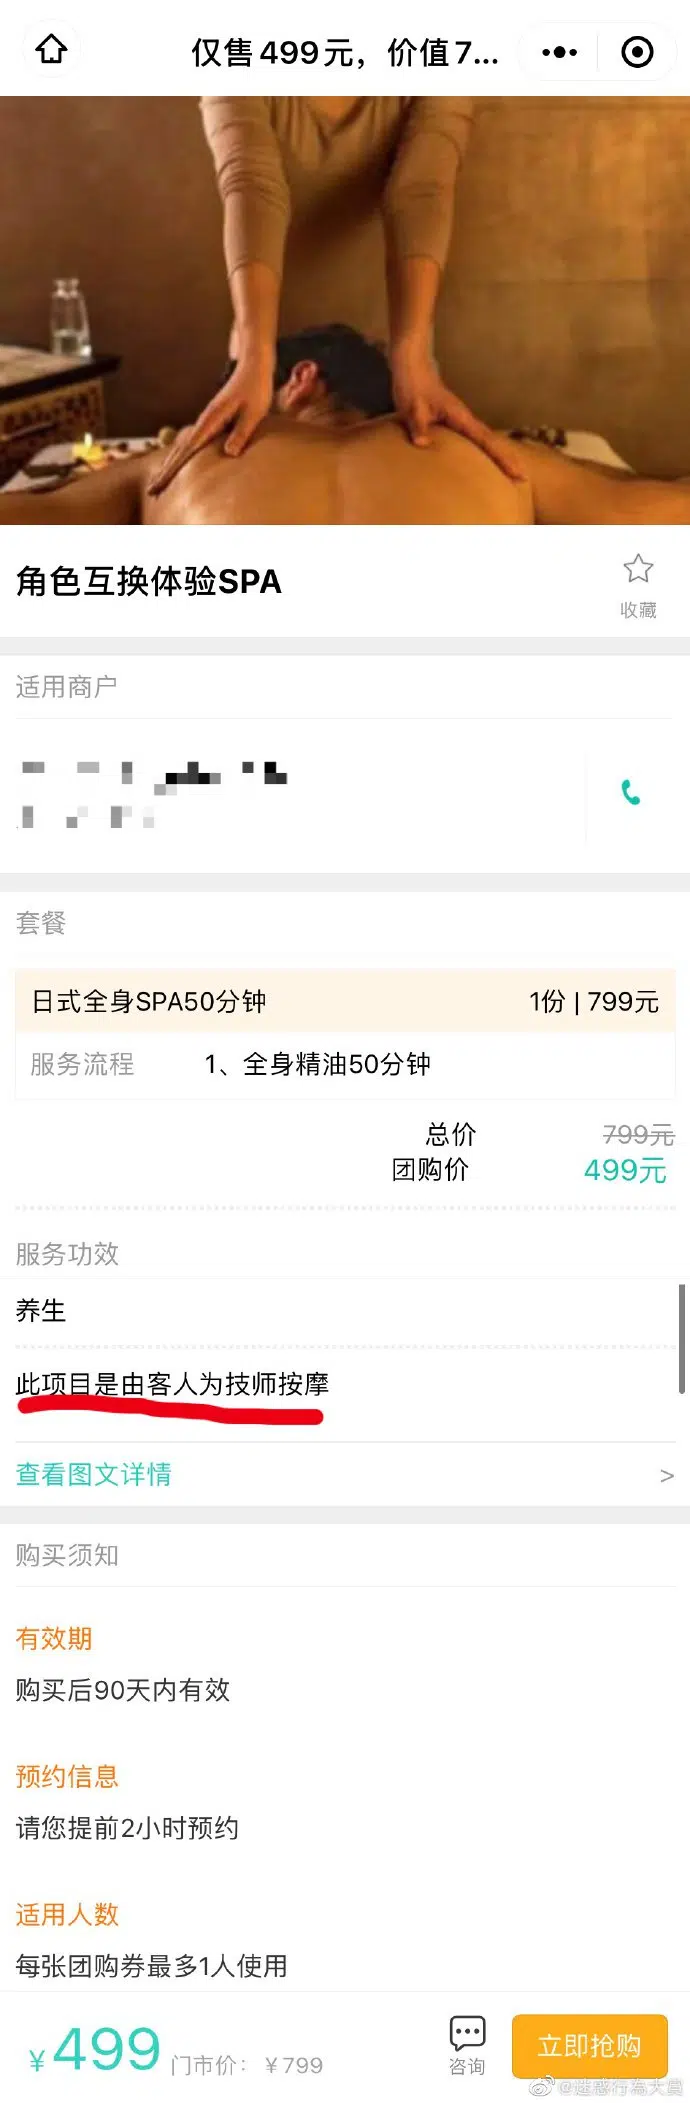 仅售499元，价值7...
角色互换体验SPA
收藏
适用商户
套餐
日式全身SPA50分钟 1份 | 799元
服务流程 1、全身精油50分钟
总价 799元
团购价 499元
服务功效
养生
此项目是由客人为技师按摩
查看图文详情 >
购买须知
有效期
购买后90天内有效
预约信息
请您提前2小时预约
适用人数
每张团购券最多1人使用
¥499 门市价：¥799 咨询 立即抢购
@迷惑行為大賞